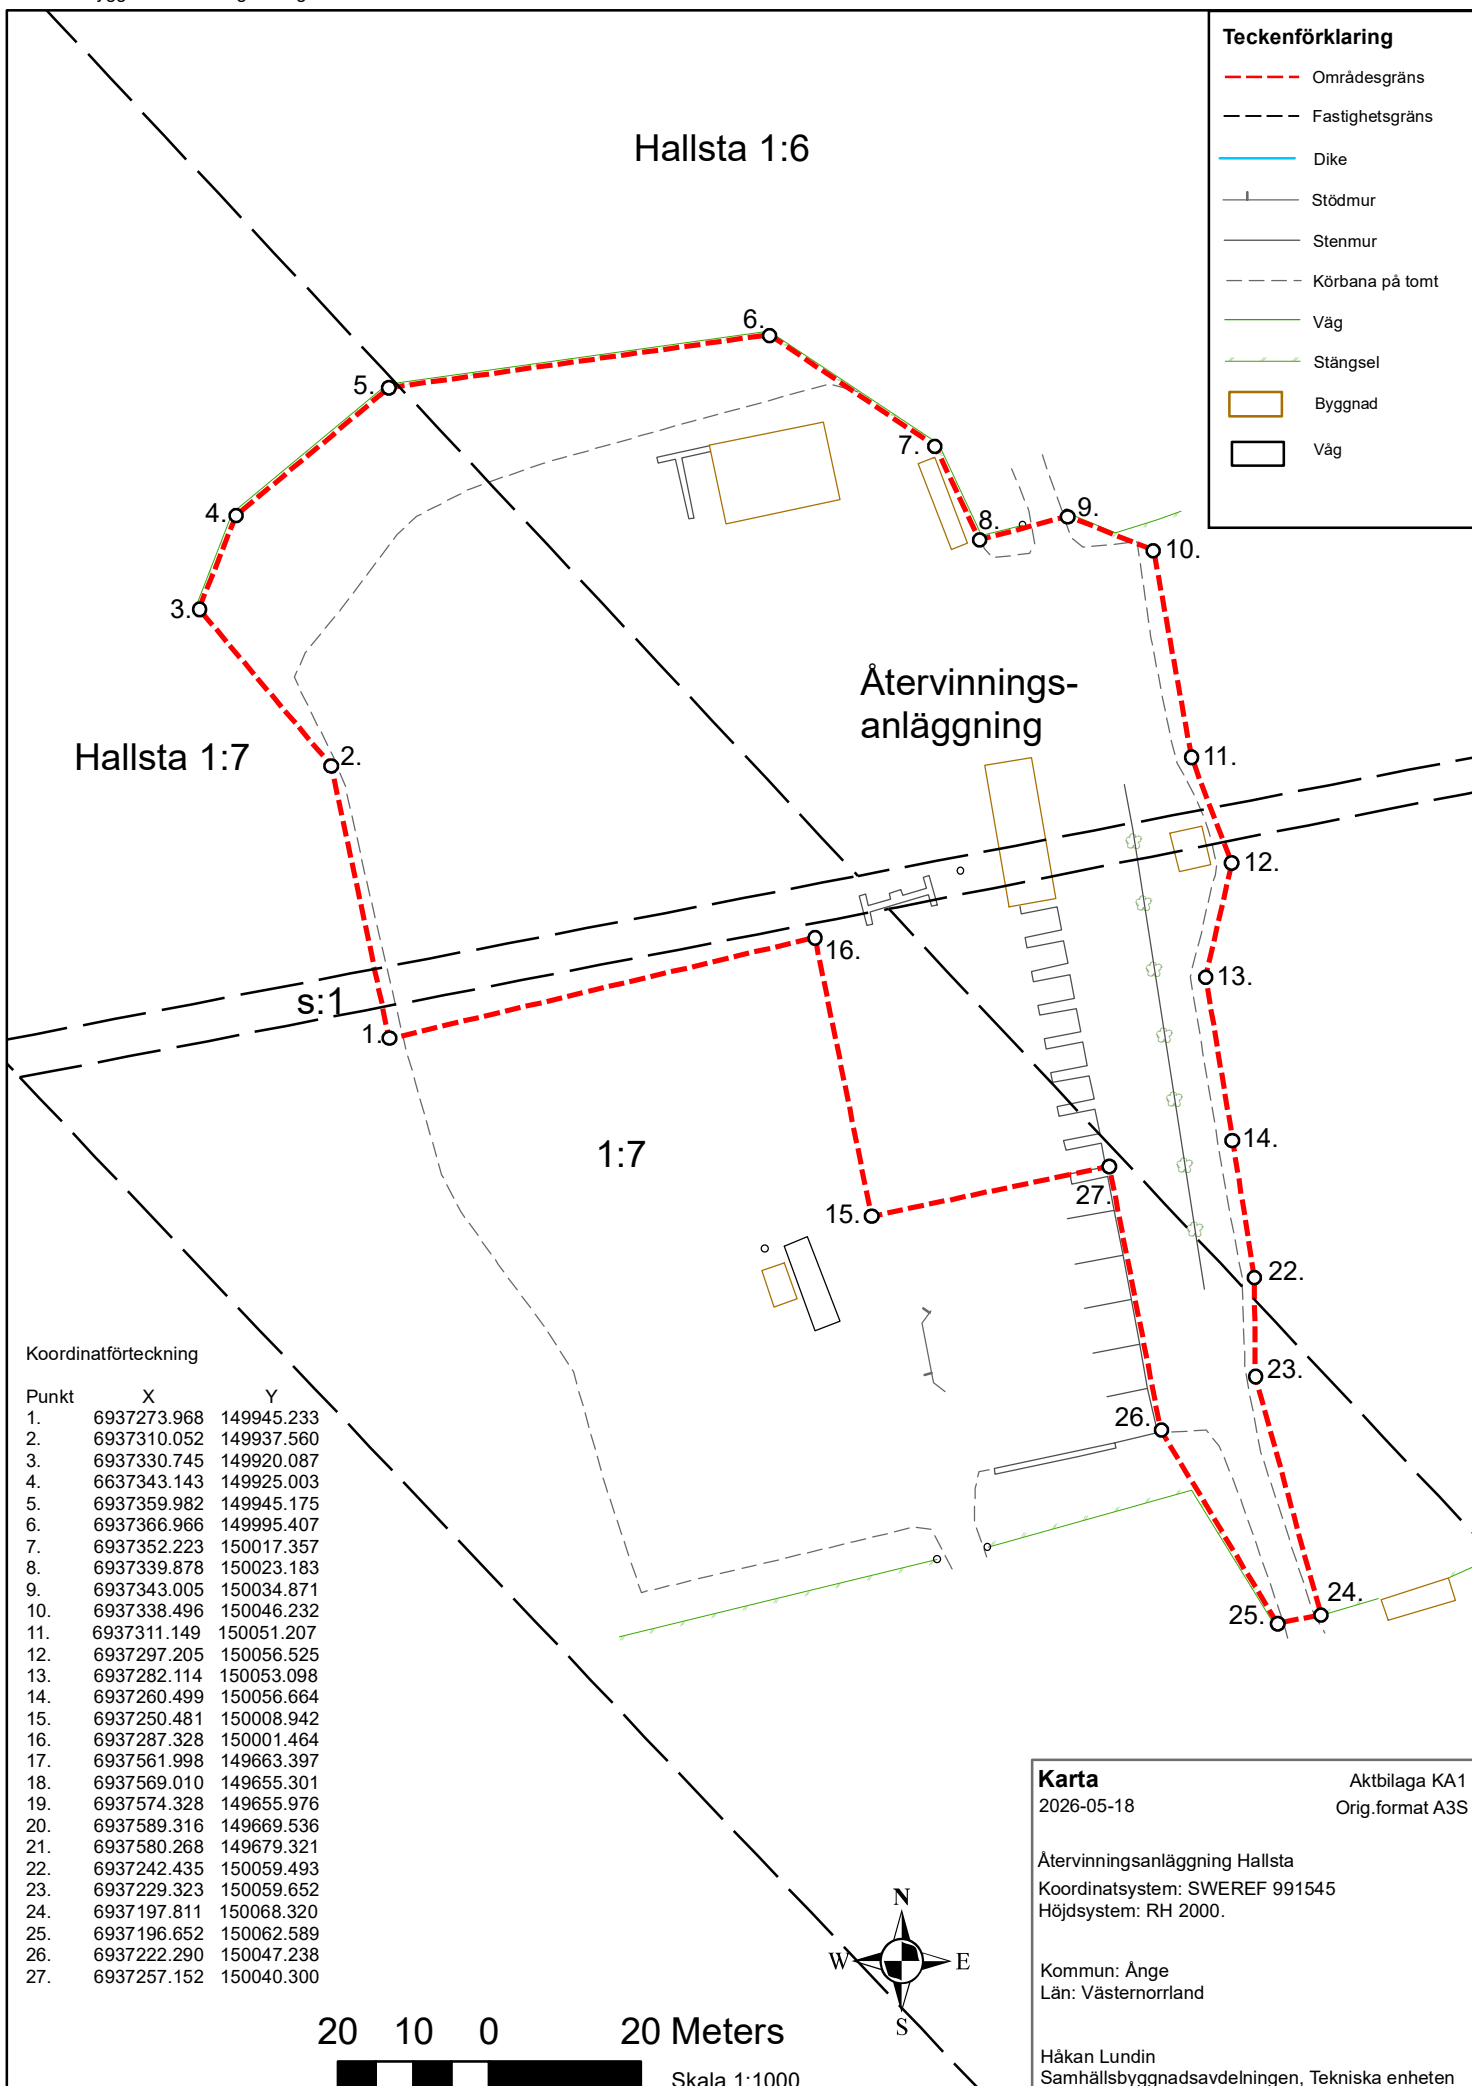 Teckenförklaring
Områdesgräns
Fastighetsgräns
Dike
Stödmur
Stenmur
Körbana på tomt
Väg
Stängsel
Byggnad
Våg
Hallsta 1:6
6.
5.
7.
4.
8.
9.
10.
3.
Återvinnings-
anläggning
Hallsta 1:7
2.
11.
12.
16.
13.
s:1
1.
14.
1:7
27.
15.
22.
23.
26.
24.
25.
Koordinatförteckning
Punkt X Y
1. 6937273.968 149945.233
2. 6937310.052 149937.560
3. 6937330.745 149920.087
4. 6637343.143 149925.003
5. 6937359.982 149945.175
6. 6937366.966 149995.407
7. 6937352.223 150017.357
8. 6937339.878 150023.183
9. 6937343.005 150034.871
10. 6937338.496 150046.232
11. 6937311.149 150051.207
12. 6937297.205 150056.525
13. 6937282.114 150053.098
14. 6937260.499 150056.664
15. 6937250.481 150008.942
16. 6937287.328 150001.464
17. 6937561.998 149663.397
18. 6937569.010 149655.301
19. 6937574.328 149655.976
20. 6937589.316 149669.536
21. 6937580.268 149679.321
22. 6937242.435 150059.493
23. 6937229.323 150059.652
24. 6937197.811 150068.320
25. 6937196.652 150062.589
26. 6937222.290 150047.238
27. 6937257.152 150040.300
N
W E
S
20 10 0 20 Meters
Skala 1:1000
Karta Aktbilaga KA1
2026-05-18 Orig.format A3S
Återvinningsanläggning Hallsta
Koordinatsystem: SWEREF 991545
Höjdsystem: RH 2000.
Kommun: Ånge
Län: Västernorrland
Håkan Lundin
Samhällsbyggnadsavdelningen, Tekniska enheten